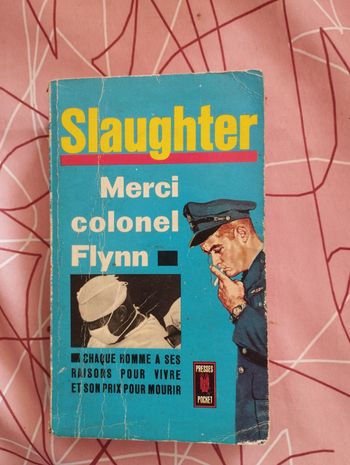 Slaughter
Merci
colonel
Flynn
CHAQUE HOMME A SES
RAISONS POUR VIVRE
ET SON PRIX POUR MOURIR
PRESSES
POCKET